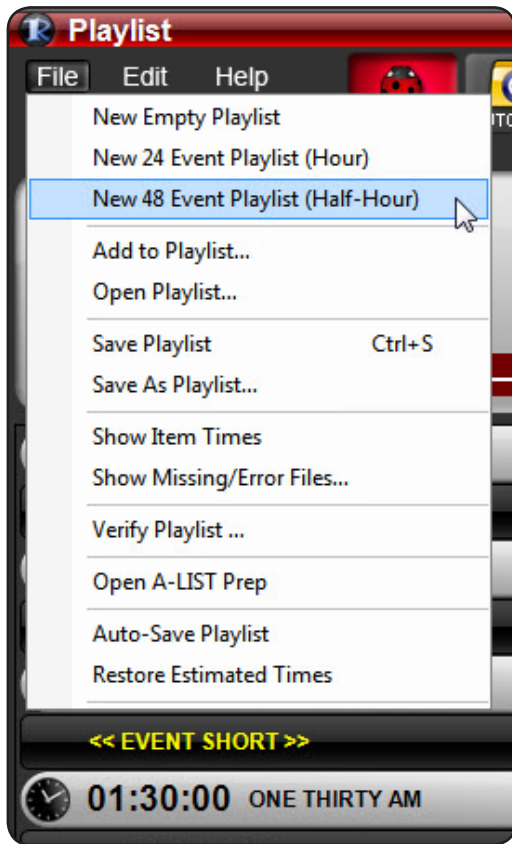 R Playlist
File Edit Help
New Empty Playlist
New 24 Event Playlist (Hour)
New 48 Event Playlist (Half-Hour)
Add to Playlist...
Open Playlist...
Save Playlist Ctrl+S
Save As Playlist...
Show Item Times
Show Missing/Error Files...
Verify Playlist ...
Open A-LIST Prep
Auto-Save Playlist
Restore Estimated Times
<< EVENT SHORT >>
01:30:00 ONE THIRTY AM